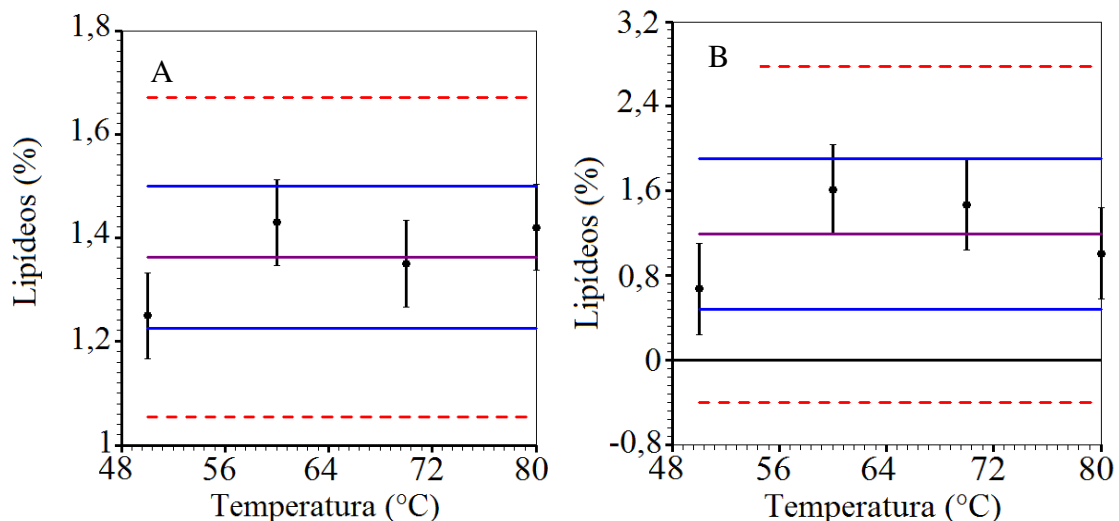 A
Lipídeos (%)
1,8
1,6
1,4
1,2
1
48 56 64 72 80
Temperatura (°C)
B
Lipídeos (%)
3,2
2,4
1,6
0,8
0
-0,8
48 56 64 72 80
Temperatura (°C)